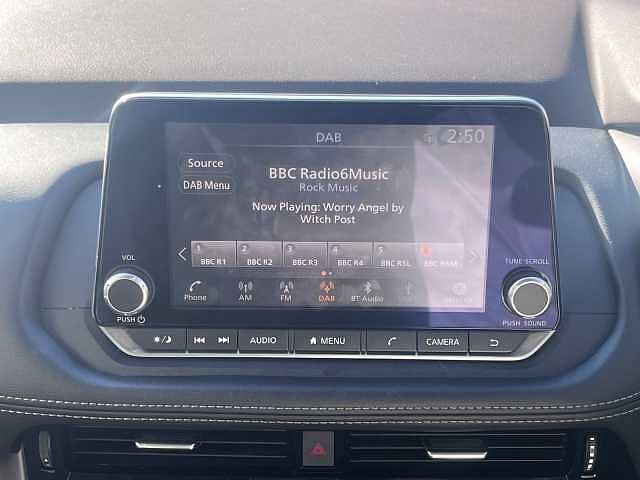 DAB
2:50
Source
BBC Radio6Music
Rock Music
DAB Menu
Now Playing: Worry Angel by
Witch Post
1 2 3 4 5
BBC R1 BBC R2 BBC R3 BBC R4 BBC R5L BBC R6M
VOL
TUNE·SCROLL
Phone AM FM DAB BT Audio
PUSH
PUSH SOUND
AUDIO MENU CAMERA